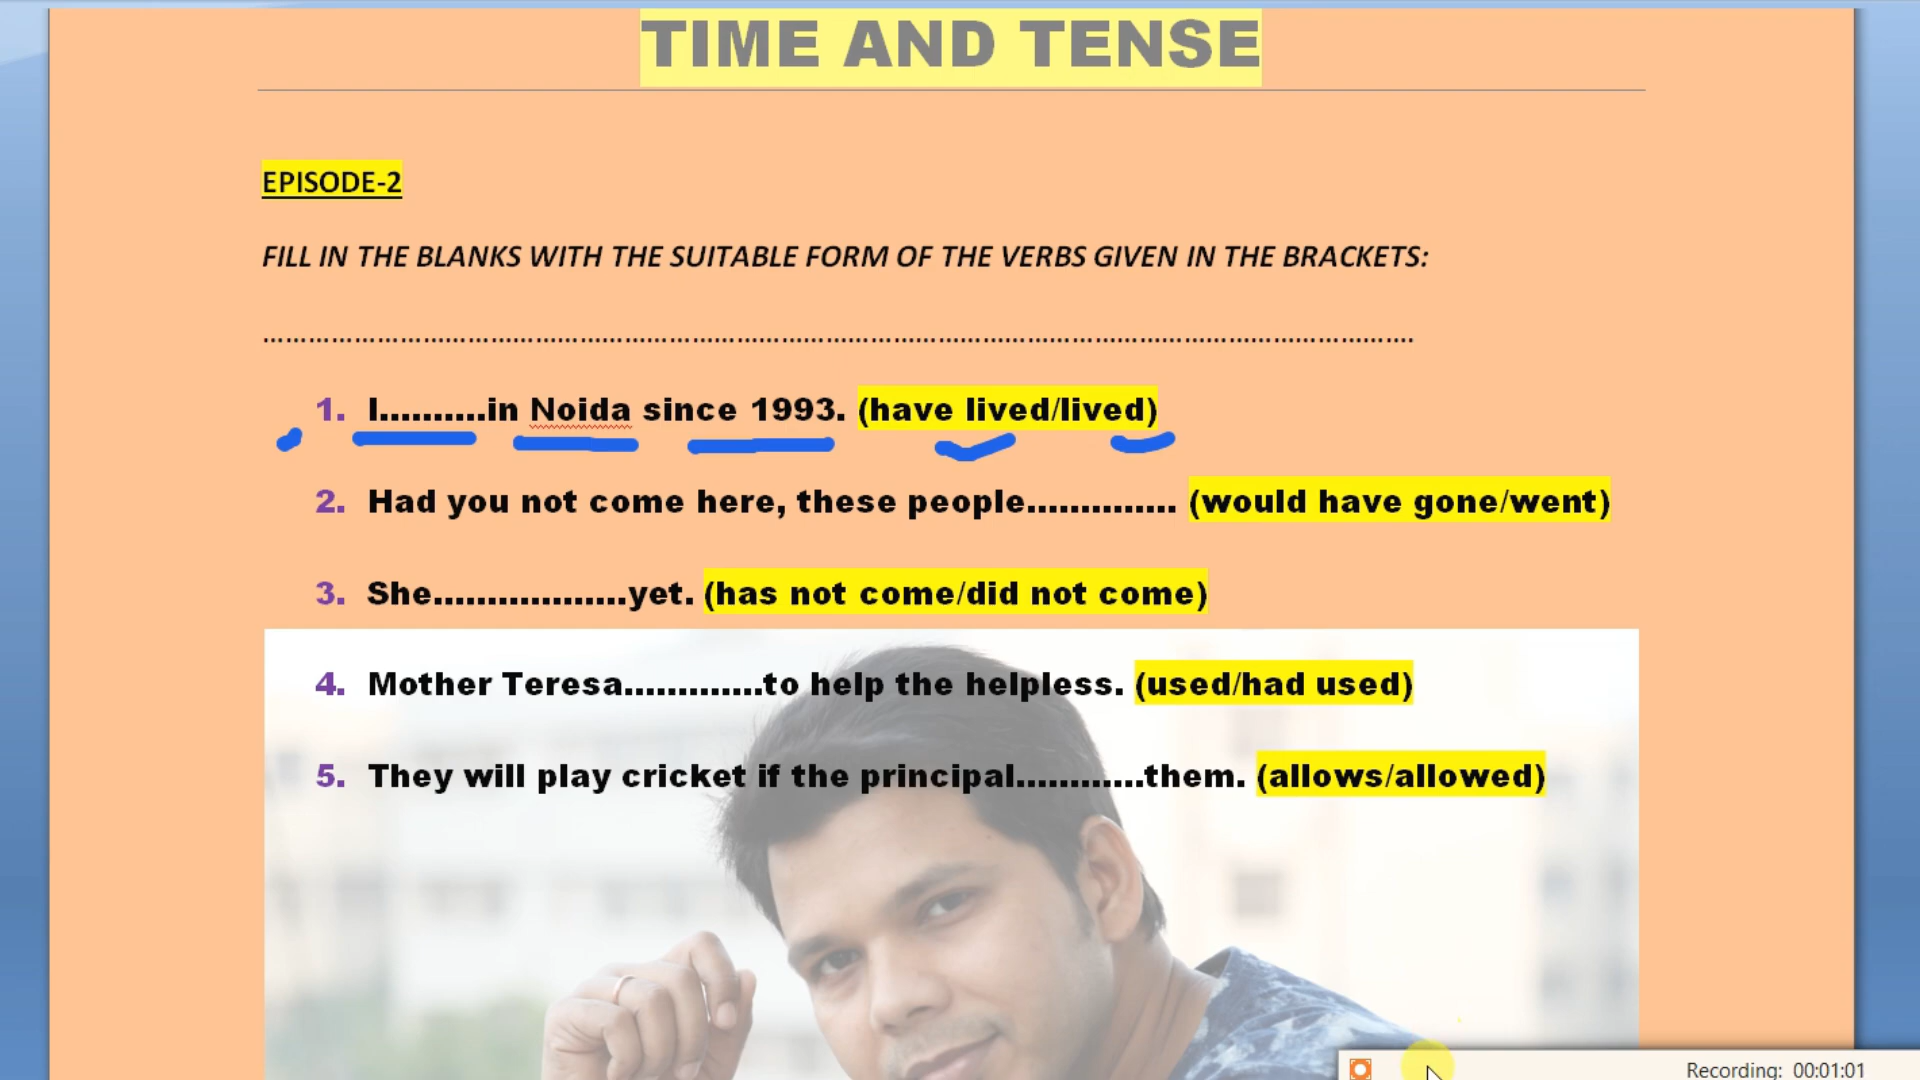 TIME AND TENSE
EPISODE-2
FILL IN THE BLANKS WITH THE SUITABLE FORM OF THE VERBS GIVEN IN THE BRACKETS:
………………………………………………………………………………………………………….
1. I..........in Noida since 1993. (have lived/lived)
2. Had you not come here, these people.............. (would have gone/went)
3. She..................yet. (has not come/did not come)
4. Mother Teresa.............to help the helpless. (used/had used)
5. They will play cricket if the principal............them. (allows/allowed)
Recording: 00:01:01